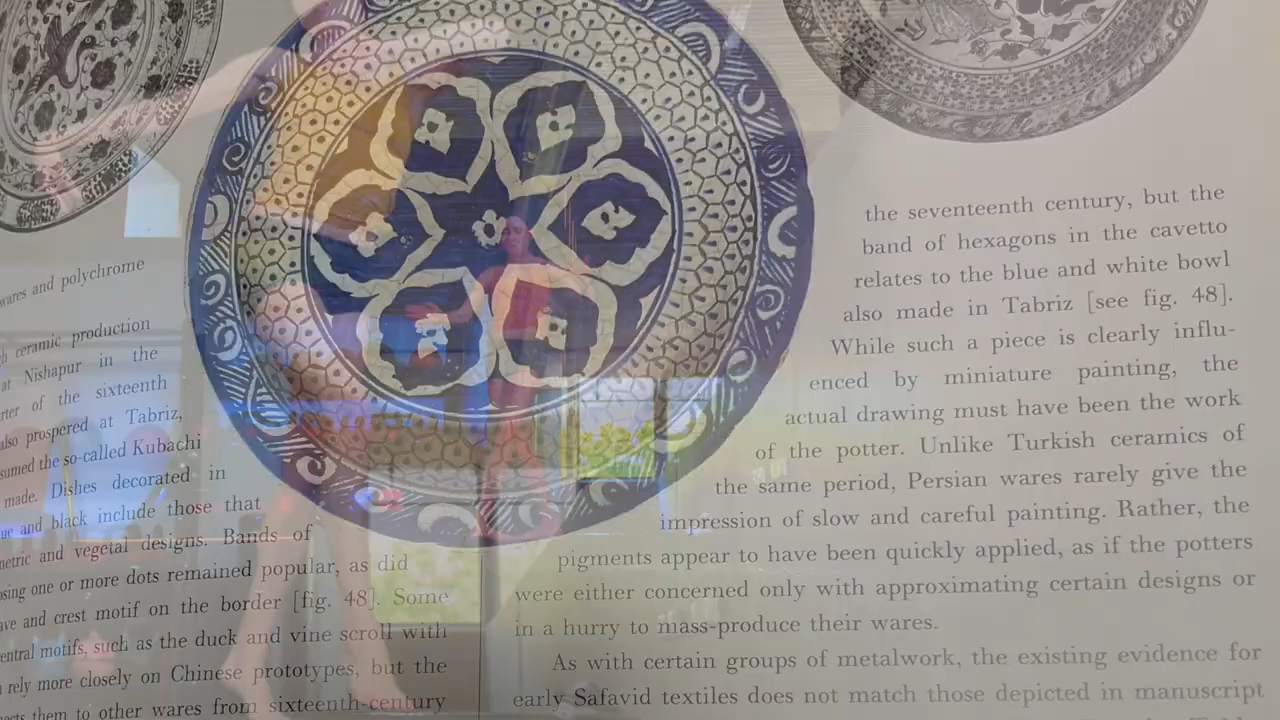 wares and polychrome
ceramic production
at Nishapur in the
of the sixteenth
also prospered at Tabriz,
the so-called Kubachi
made. Dishes decorated in
and black include those that
and vegetal designs. Bands of
one or more dots remained popular, as did
and crest motif on the border [fig. 48]. Some
motifs, such as the duck and vine scroll with
rely more closely on Chinese prototypes, but the
them to other wares from sixteenth-century
the seventeenth century, but the
band of hexagons in the cavetto
relates to the blue and white bowl
also made in Tabriz [see fig. 48].
While such a piece is clearly influ-
enced by miniature painting, the
actual drawing must have been the work
of the potter. Unlike Turkish ceramics of
the same period, Persian wares rarely give the
impression of slow and careful painting. Rather, the
pigments appear to have been quickly applied, as if the potters
were either concerned only with approximating certain designs or
in a hurry to mass-produce their wares.
As with certain groups of metalwork, the existing evidence for
early Safavid textiles does not match those depicted in manuscript